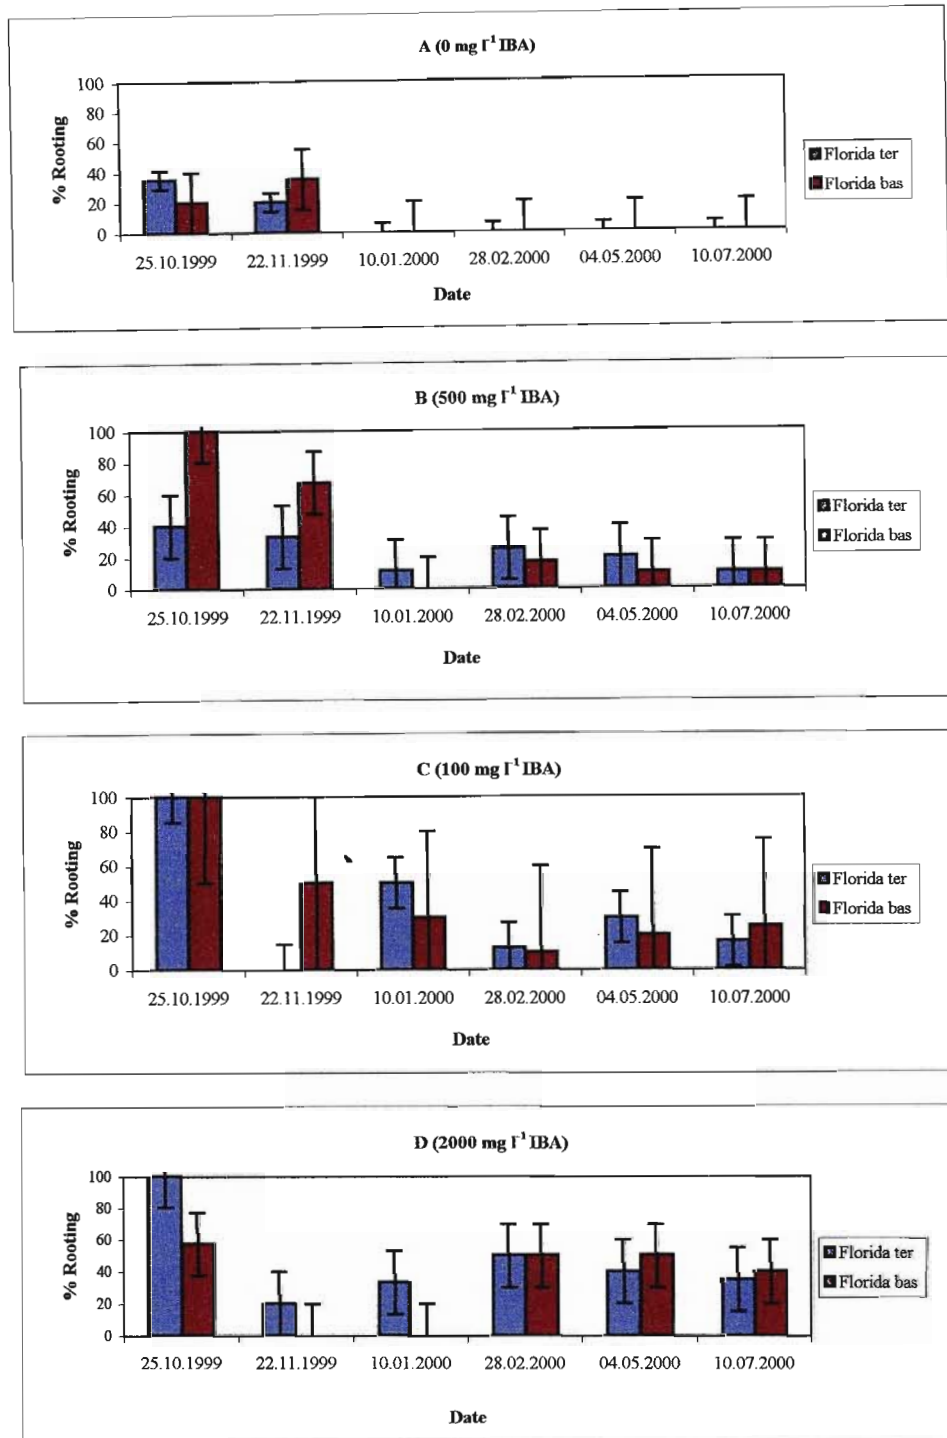 A (0 mg l⁻¹ IBA)
100
80
60
40
20
0
% Rooting
25.10.1999 22.11.1999 10.01.2000 28.02.2000 04.05.2000 10.07.2000
Date
Florida ter
Florida bas
B (500 mg l⁻¹ IBA)
100
80
60
40
20
0
% Rooting
25.10.1999 22.11.1999 10.01.2000 28.02.2000 04.05.2000 10.07.2000
Date
Florida ter
Florida bas
C (100 mg l⁻¹ IBA)
100
80
60
40
20
0
% Rooting
25.10.1999 22.11.1999 10.01.2000 28.02.2000 04.05.2000 10.07.2000
Date
Florida ter
Florida bas
D (2000 mg l⁻¹ IBA)
100
80
60
40
20
0
% Rooting
25.10.1999 22.11.1999 10.01.2000 28.02.2000 04.05.2000 10.07.2000
Date
Florida ter
Florida bas